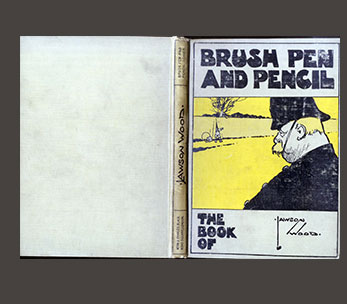 BRUSH PEN
AND PENCIL
THE
BOOK
OF
LAWSON
WOOD.
LAWSON WOOD.